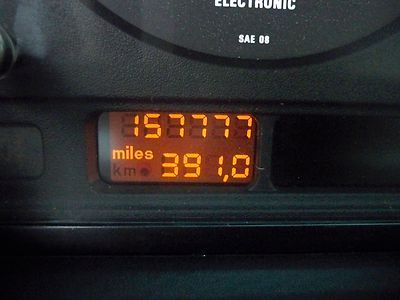 ELECTRONIC
SAE 08
157777
miles
km 391,0